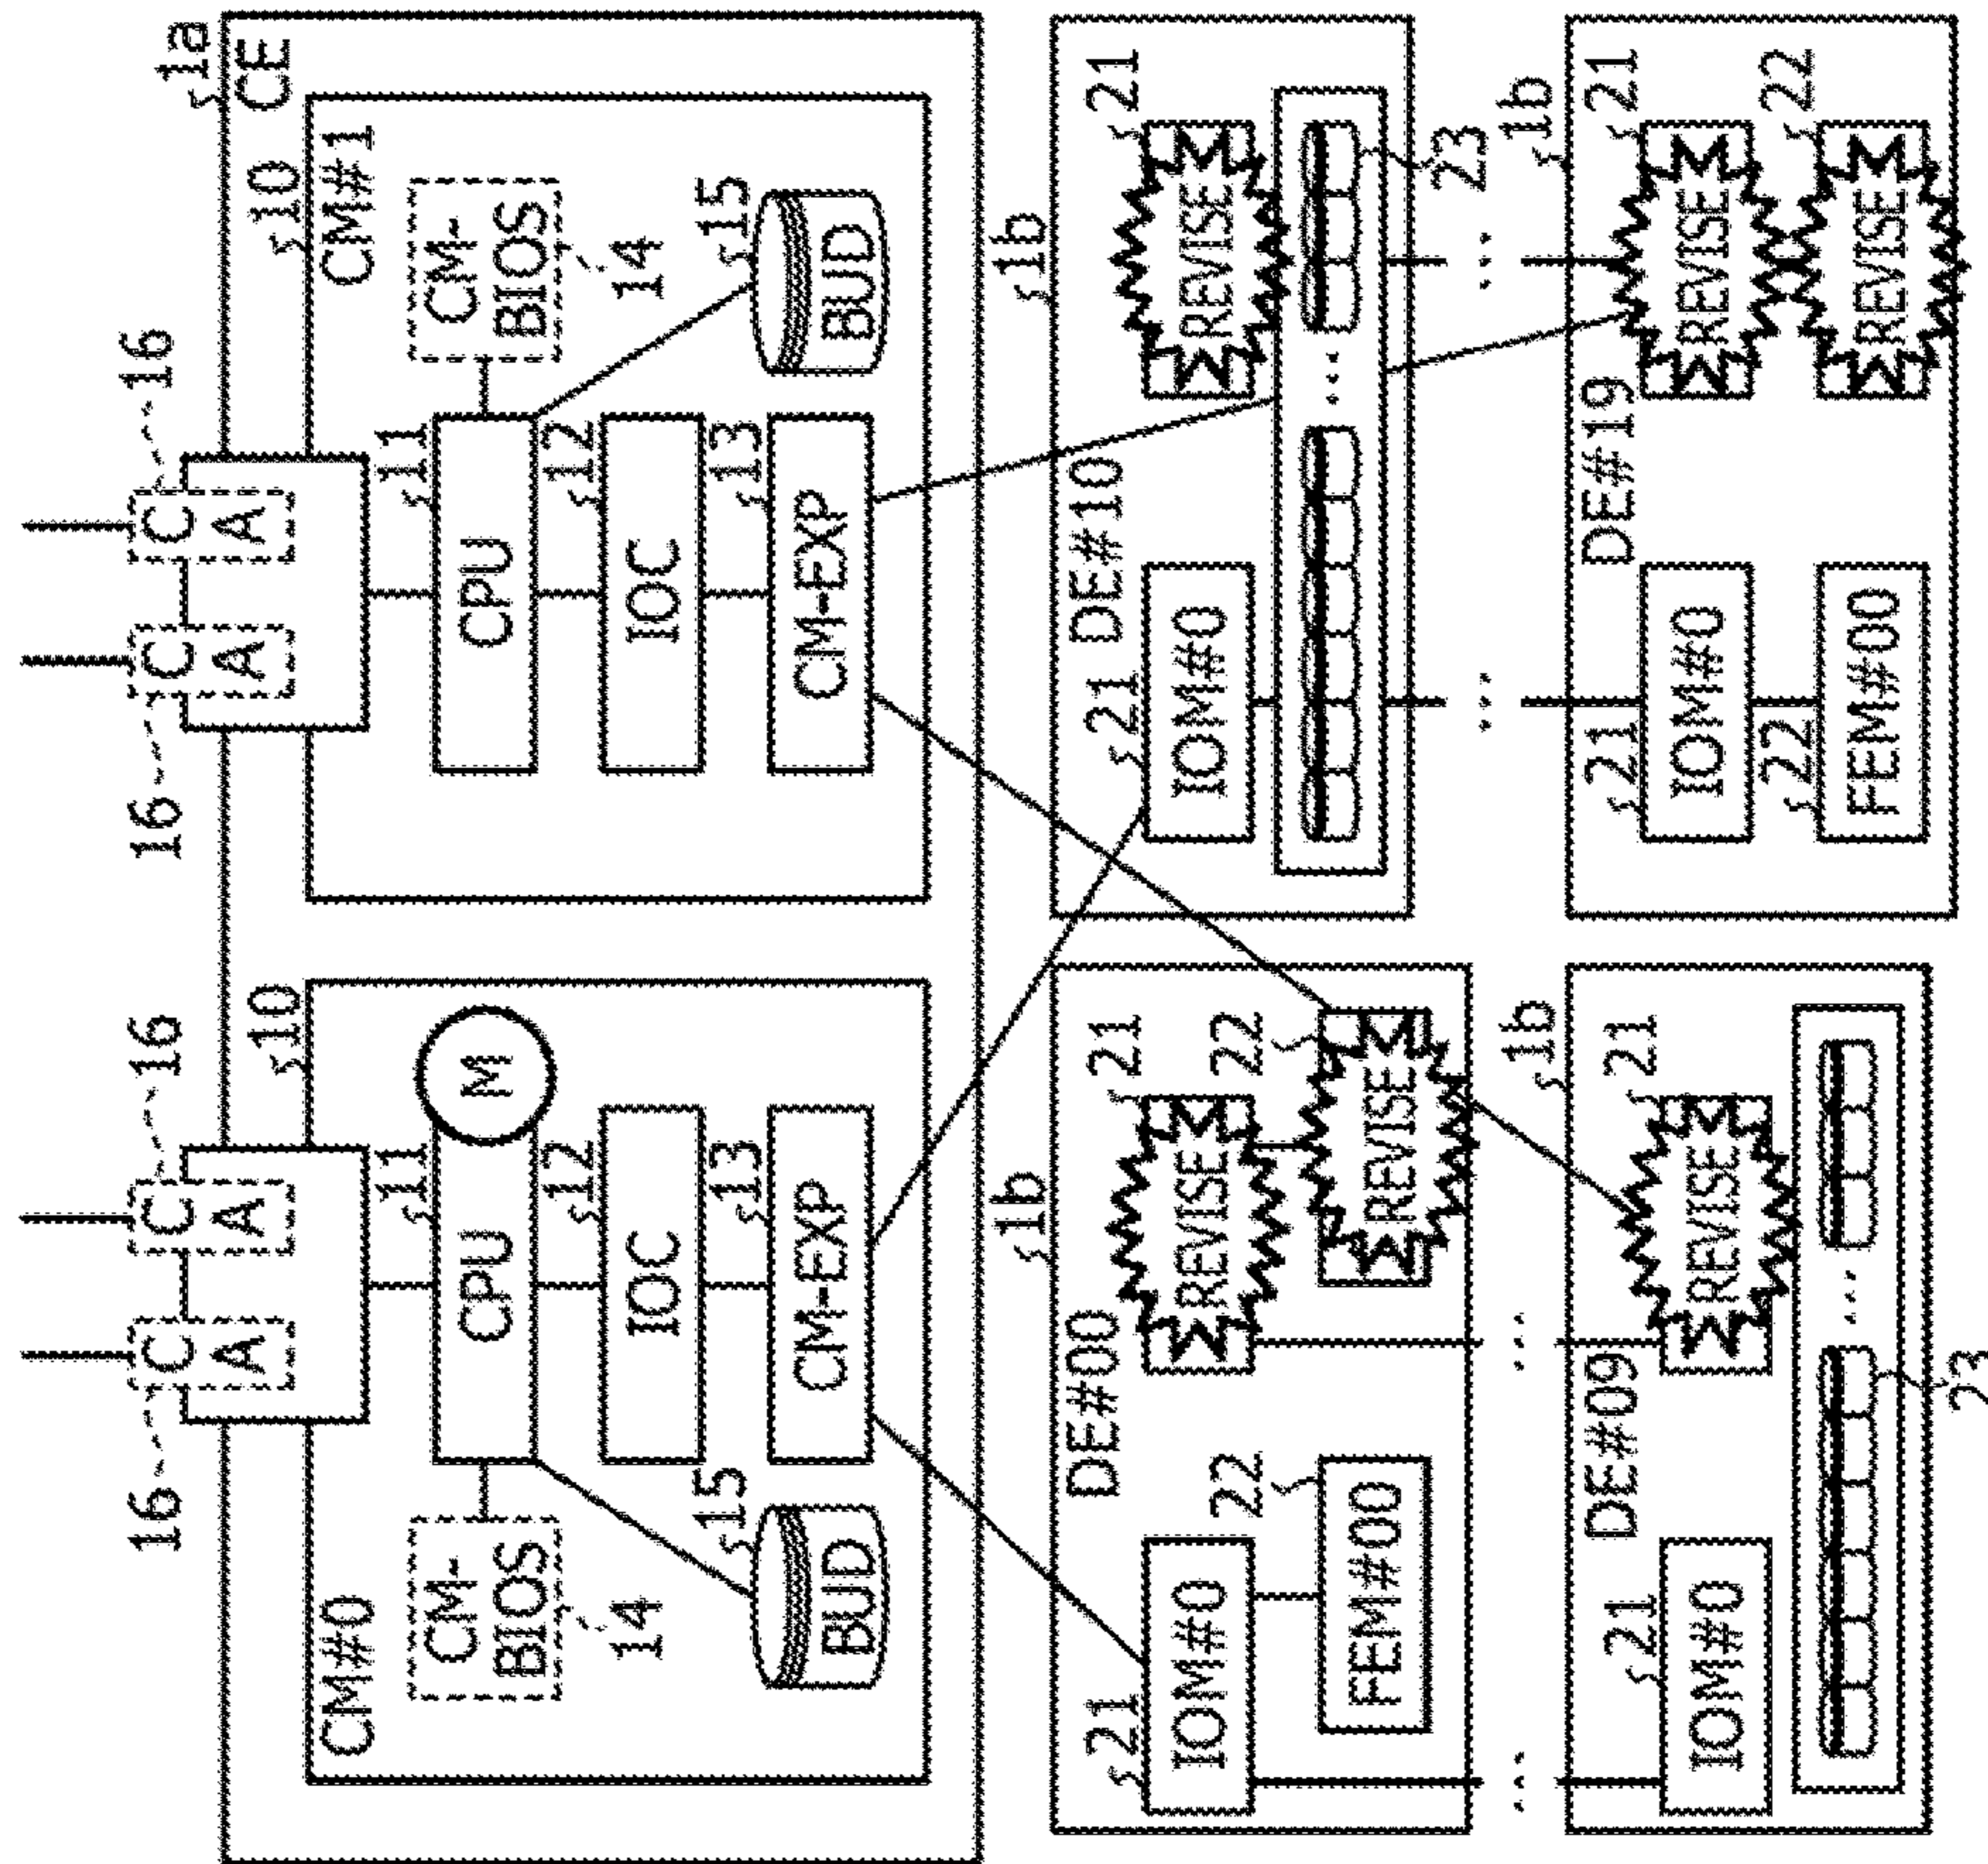 16 16 16 16
C C C C
A A A A
1a
10 10 CE
CM#0 CM#1
11 11
CM-
BIOS CPU M CPU CM-
BIOS
12 12
14 IOC IOC 14
15 13 13 15
BUD CM-EXP CM-EXP BUD
1b 1b
DE#00 DE#10
21 21 21 21
IOM#0 REVISE IOM#0 REVISE
22 22
FEM#00 REVISE ...
23
... ... ... ...
1b 1b
DE#09 DE#19
21 21 21 21
IOM#0 REVISE IOM#0 REVISE
22 22
... FEM#00 REVISE
23